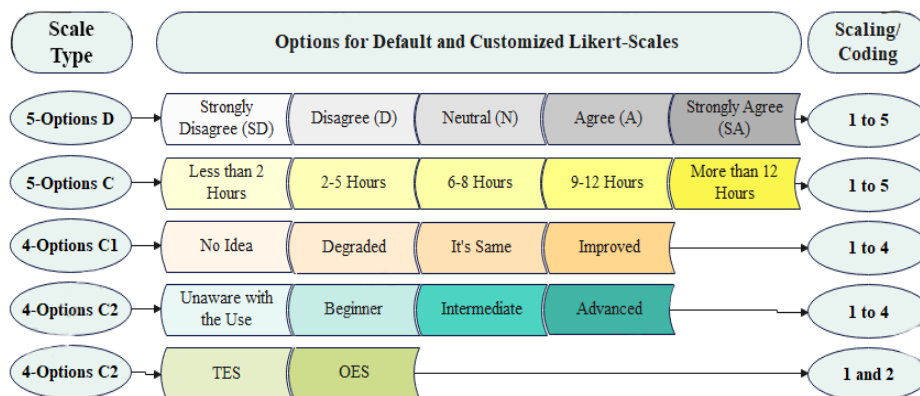 Scale
Type
Options for Default and Customized Likert-Scales
Scaling/
Coding
5-Options D
Strongly
Disagree (SD)
Disagree (D)
Neutral (N)
Agree (A)
Strongly Agree
(SA)
1 to 5
5-Options C
Less than 2
Hours
2-5 Hours
6-8 Hours
9-12 Hours
More than 12
Hours
1 to 5
4-Options C1
No Idea
Degraded
It's Same
Improved
1 to 4
4-Options C2
Unaware with
the Use
Beginner
Intermediate
Advanced
1 to 4
4-Options C2
TES
OES
1 and 2